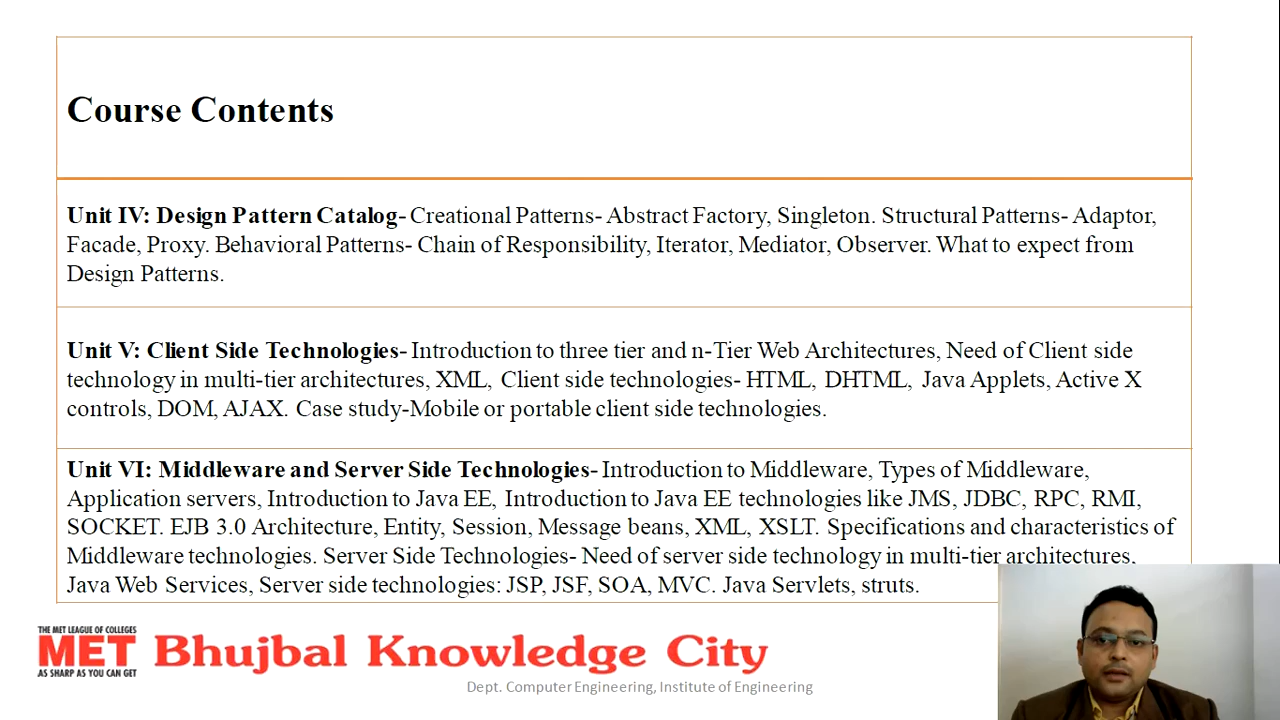 Course Contents
Unit IV: Design Pattern Catalog- Creational Patterns- Abstract Factory, Singleton. Structural Patterns- Adaptor,
Facade, Proxy. Behavioral Patterns- Chain of Responsibility, Iterator, Mediator, Observer. What to expect from
Design Patterns.
Unit V: Client Side Technologies- Introduction to three tier and n-Tier Web Architectures, Need of Client side
technology in multi-tier architectures, XML, Client side technologies- HTML, DHTML, Java Applets, Active X
controls, DOM, AJAX. Case study-Mobile or portable client side technologies.
Unit VI: Middleware and Server Side Technologies- Introduction to Middleware, Types of Middleware,
Application servers, Introduction to Java EE, Introduction to Java EE technologies like JMS, JDBC, RPC, RMI,
SOCKET. EJB 3.0 Architecture, Entity, Session, Message beans, XML, XSLT. Specifications and characteristics of
Middleware technologies. Server Side Technologies- Need of server side technology in multi-tier architectures,
Java Web Services, Server side technologies: JSP, JSF, SOA, MVC. Java Servlets, struts.
THE MET LEAGUE OF COLLEGES
MET
AS SHARP AS YOU CAN GET
Bhujbal Knowledge City
Dept. Computer Engineering, Institute of Engineering